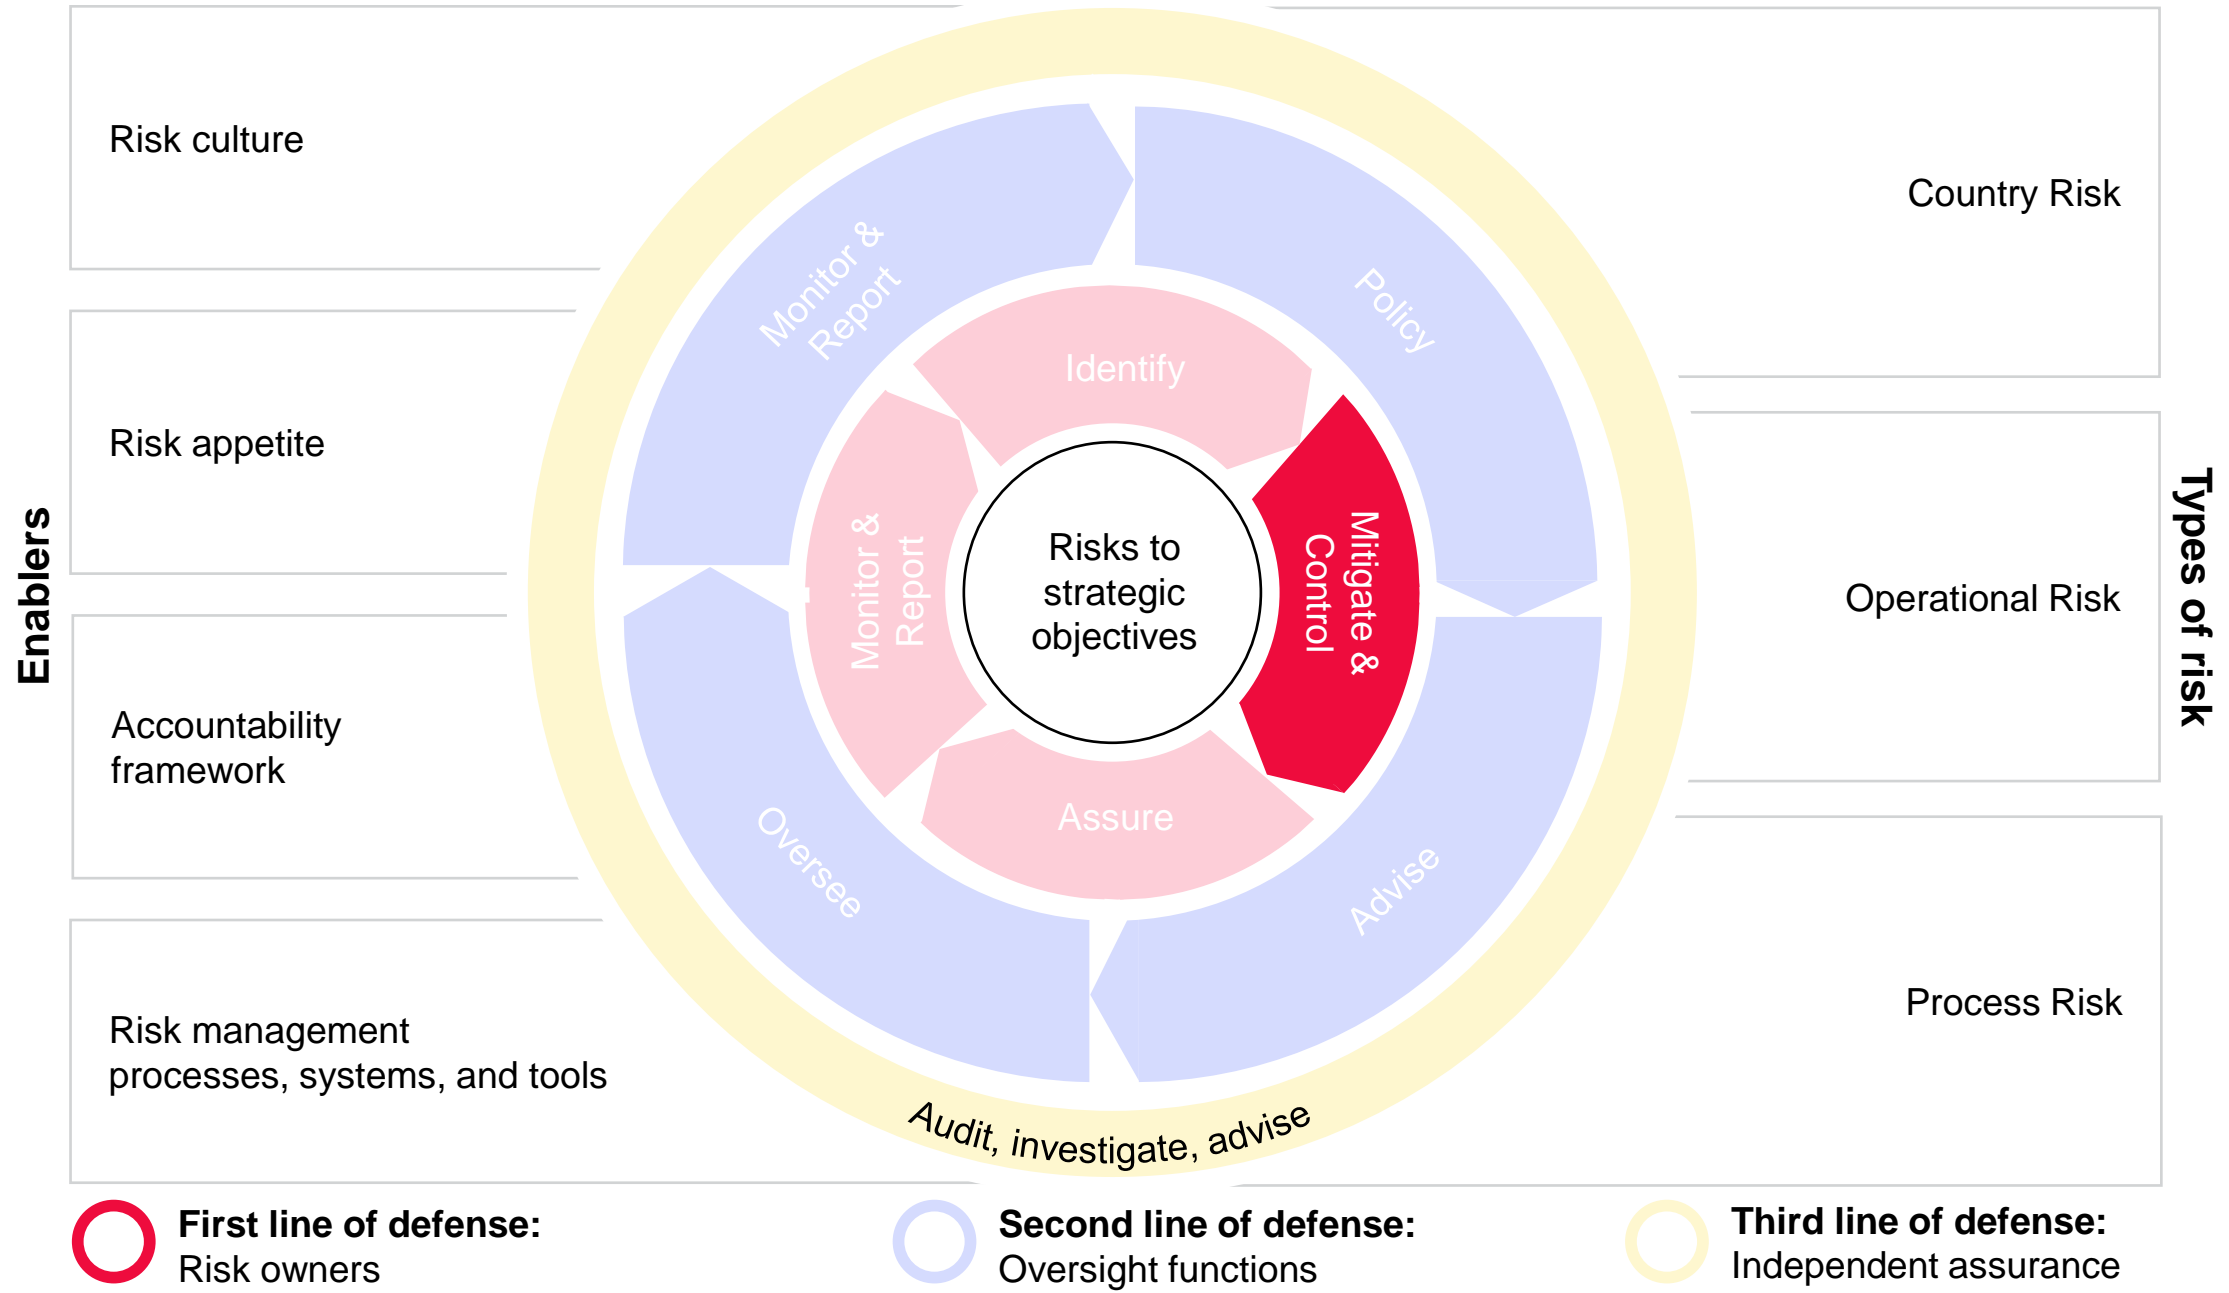 Enablers
Risk culture
Risk appetite
Accountability
framework
Risk management
processes, systems, and tools
Monitor &
Report
Policy
Advise
Oversee
Identify
Mitigate &
Control
Assure
Monitor &
Report
Risks to
strategic
objectives
Audit, investigate, advise
Country Risk
Operational Risk
Process Risk
Types of risk
First line of defense:
Risk owners
Second line of defense:
Oversight functions
Third line of defense:
Independent assurance